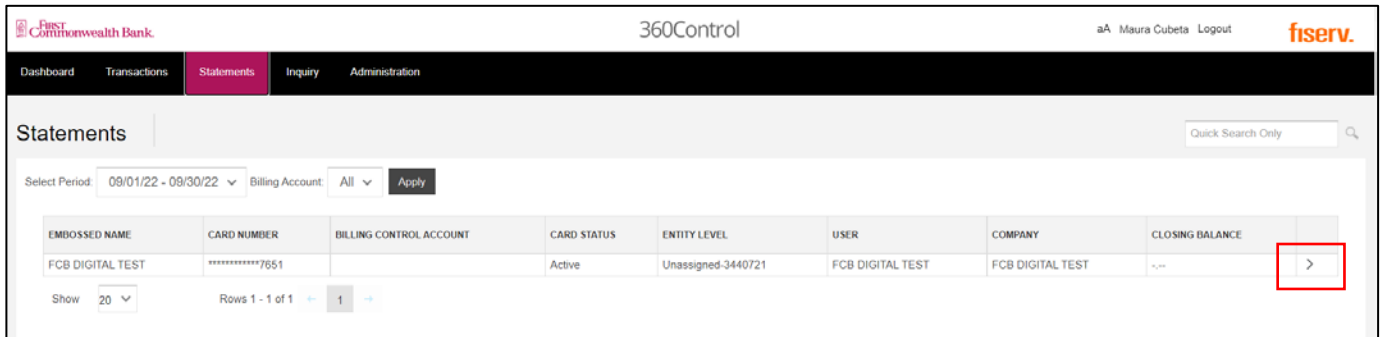 FIRST
Commonwealth Bank.
360Control
aA Maura Cubeta Logout
fiserv.
Dashboard Transactions Statements Inquiry Administration
Statements
Quick Search Only
Select Period: 09/01/22 - 09/30/22 Billing Account: All Apply
EMBOSSED NAME CARD NUMBER BILLING CONTROL ACCOUNT CARD STATUS ENTITY LEVEL USER COMPANY CLOSING BALANCE
FCB DIGITAL TEST ************7651 Active Unassigned-3440721 FCB DIGITAL TEST FCB DIGITAL TEST -.-- >
Show 20 Rows 1 - 1 of 1 ← 1 →